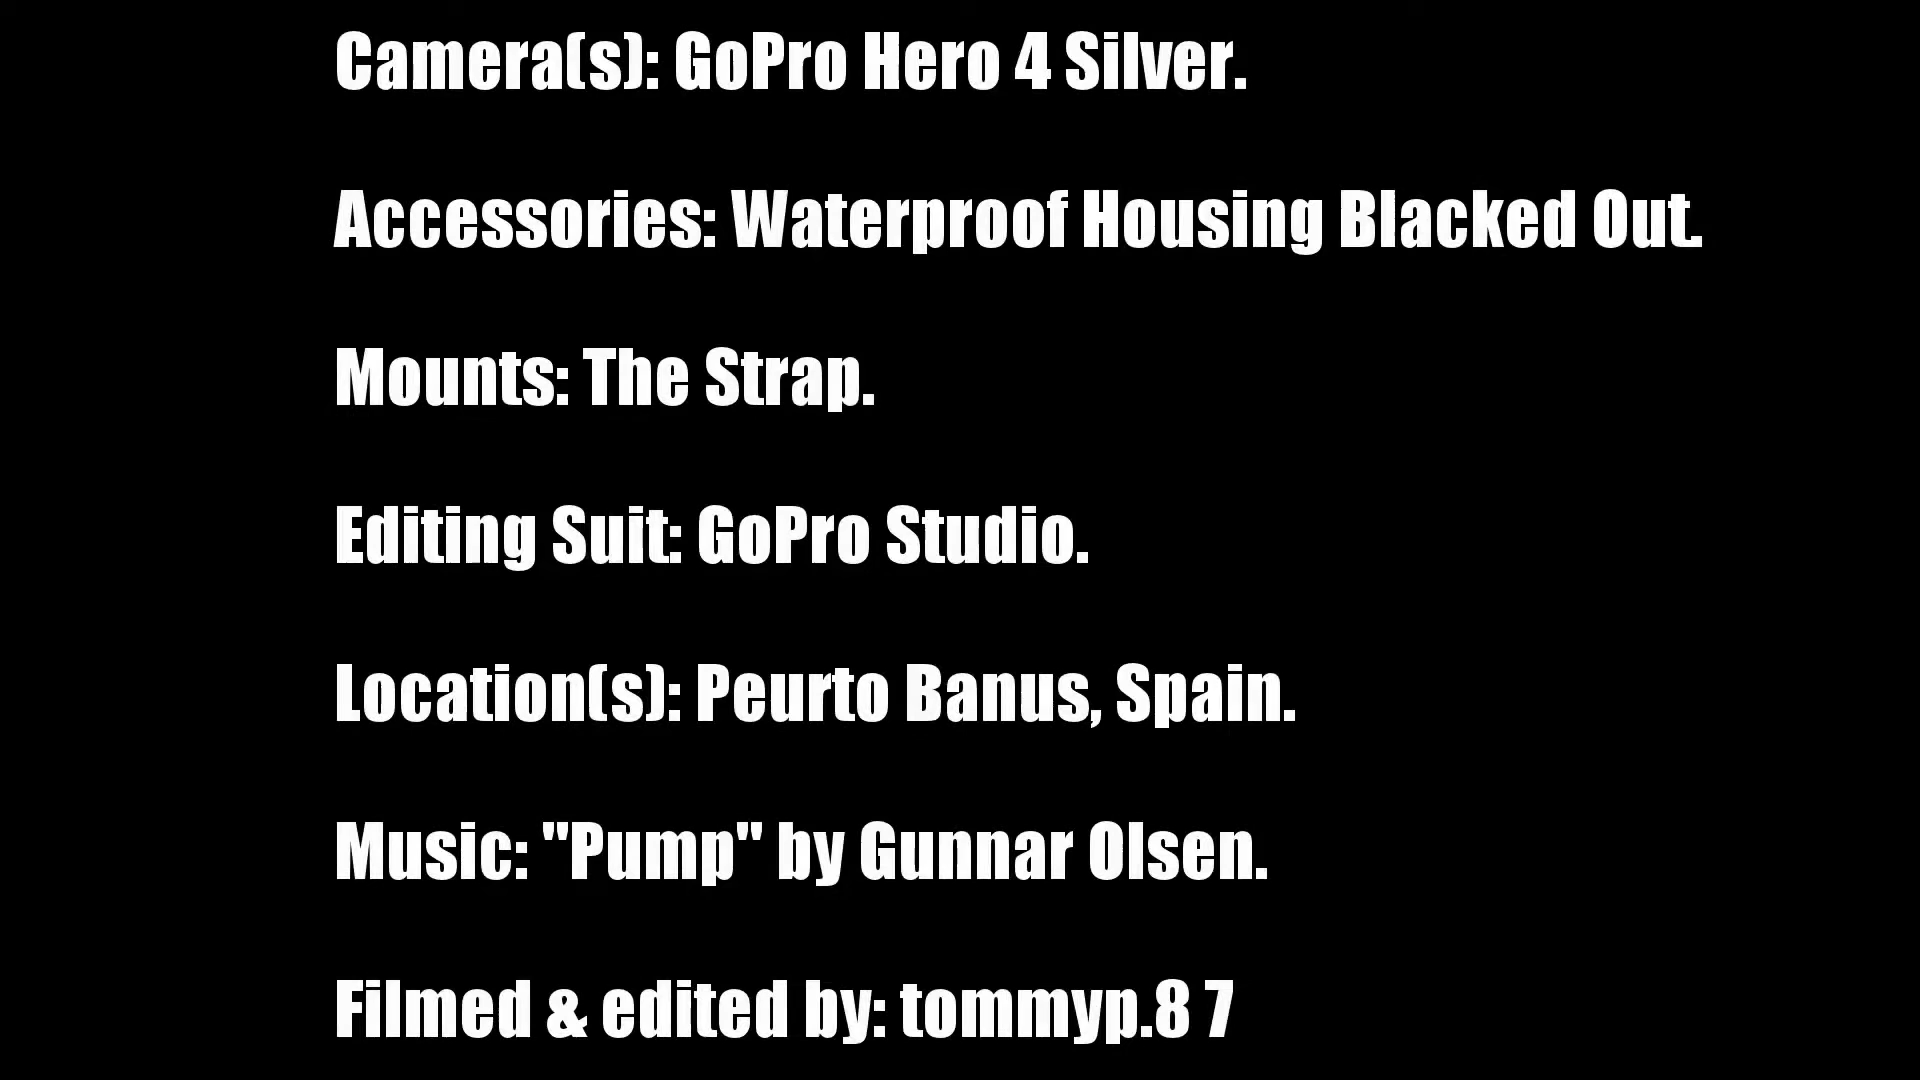 Camera(s): GoPro Hero 4 Silver.
Accessories: Waterproof Housing Blacked Out.
Mounts: The Strap.
Editing Suit: GoPro Studio.
Location(s): Peurto Banus, Spain.
Music: "Pump" by Gunnar Olsen.
Filmed & edited by: tommyp.8 7